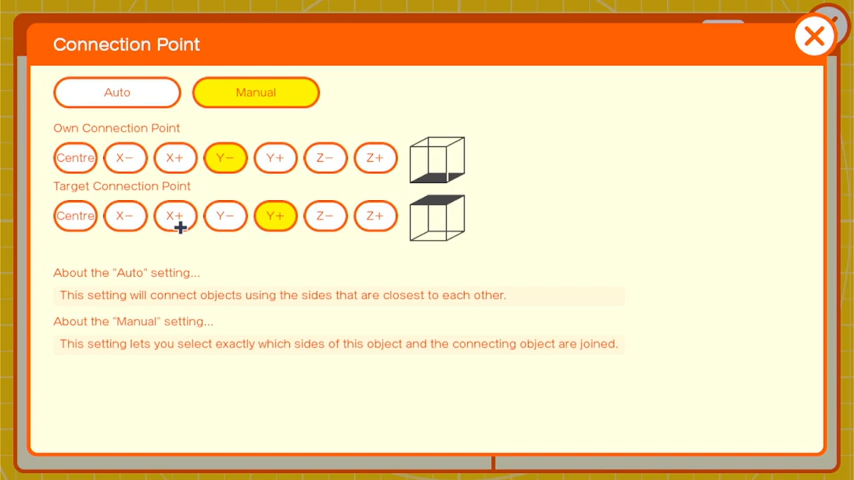 Connection Point
Auto Manual
Own Connection Point
Centre X− X+ Y− Y+ Z− Z+
Target Connection Point
Centre X− X+ Y− Y+ Z− Z+
About the "Auto" setting...
This setting will connect objects using the sides that are closest to each other.
About the "Manual" setting...
This setting lets you select exactly which sides of this object and the connecting object are joined.